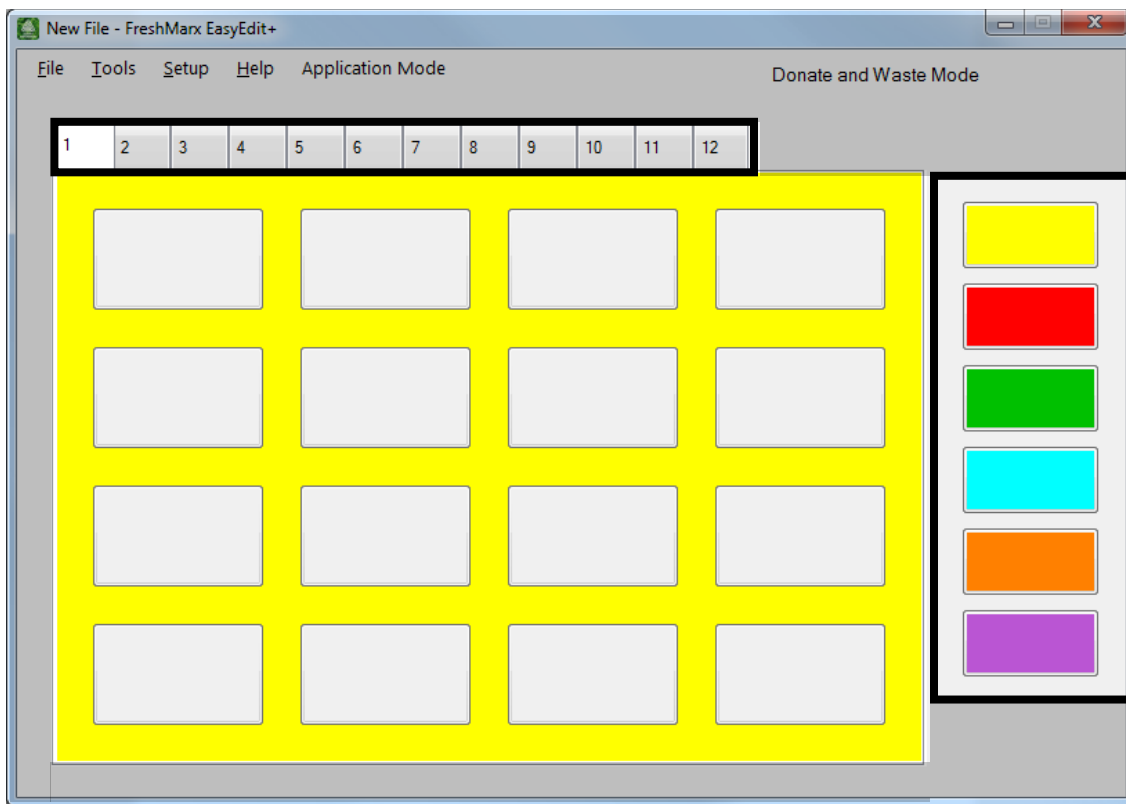 New File - FreshMarx EasyEdit+
File Tools Setup Help Application Mode Donate and Waste Mode
1 2 3 4 5 6 7 8 9 10 11 12